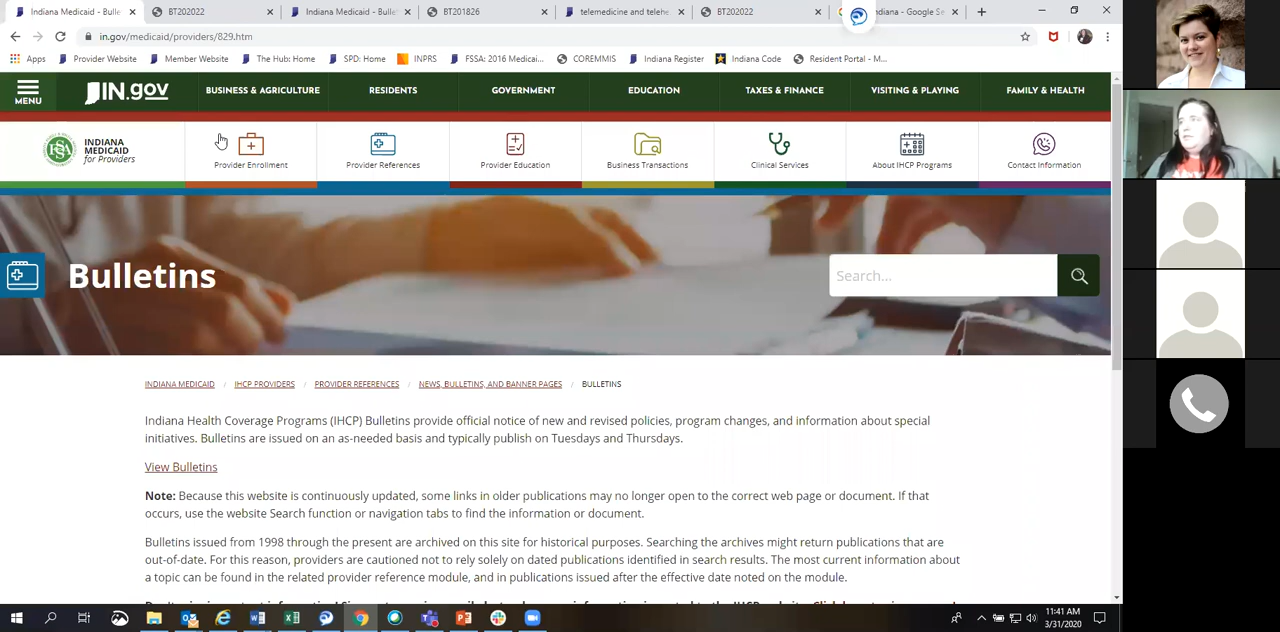 Indiana Medicaid - Bulletins
BT202022
Indiana Medicaid - Bulletin
BT201826
telemedicine and telehe
BT202022
ndiana - Google Se
in.gov/medicaid/providers/829.htm
Apps
Provider Website
Member Website
The Hub: Home
SPD: Home
INPRS
FSSA: 2016 Medicai...
COREMMIS
Indiana Register
Indiana Code
Resident Portal - M...
MENU
IN.gov
BUSINESS & AGRICULTURE
RESIDENTS
GOVERNMENT
EDUCATION
TAXES & FINANCE
VISITING & PLAYING
FAMILY & HEALTH
INDIANA
MEDICAID
for Providers
Provider Enrollment
Provider References
Provider Education
Business Transactions
Clinical Services
About IHCP Programs
Contact Information
Bulletins
Search...
INDIANA MEDICAID / IHCP PROVIDERS / PROVIDER REFERENCES / NEWS, BULLETINS, AND BANNER PAGES / BULLETINS
Indiana Health Coverage Programs (IHCP) Bulletins provide official notice of new and revised policies, program changes, and information about special
initiatives. Bulletins are issued on an as-needed basis and typically publish on Tuesdays and Thursdays.
View Bulletins
Note: Because this website is continuously updated, some links in older publications may no longer open to the correct web page or document. If that
occurs, use the website Search function or navigation tabs to find the information or document.
Bulletins issued from 1998 through the present are archived on this site for historical purposes. Searching the archives might return publications that are
out-of-date. For this reason, providers are cautioned not to rely solely on dated publications identified in search results. The most current information about
a topic can be found in the related provider reference module, and in publications issued after the effective date noted on the module.
11:41 AM
3/31/2020